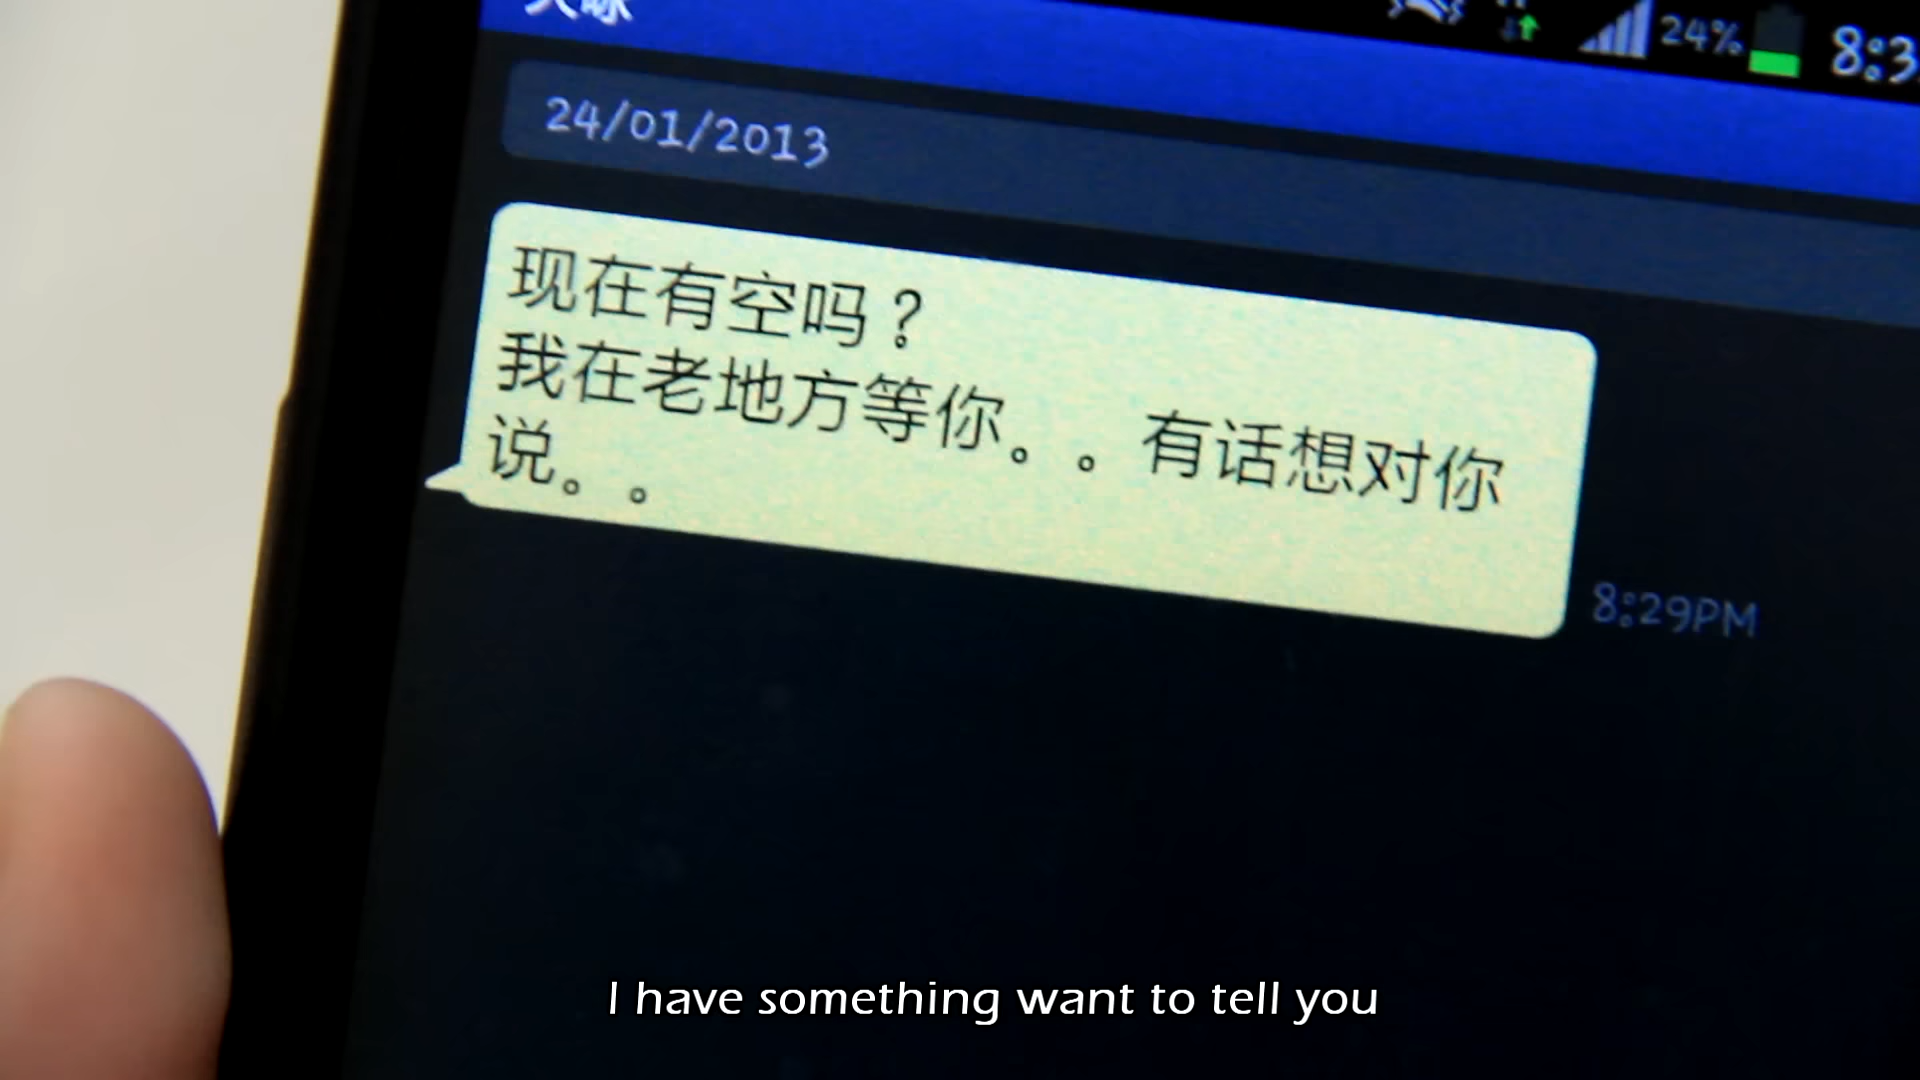 24%
24/01/2013
现在有空吗？
我在老地方等你。。有话想对你
说。。
8:29PM
I have something want to tell you